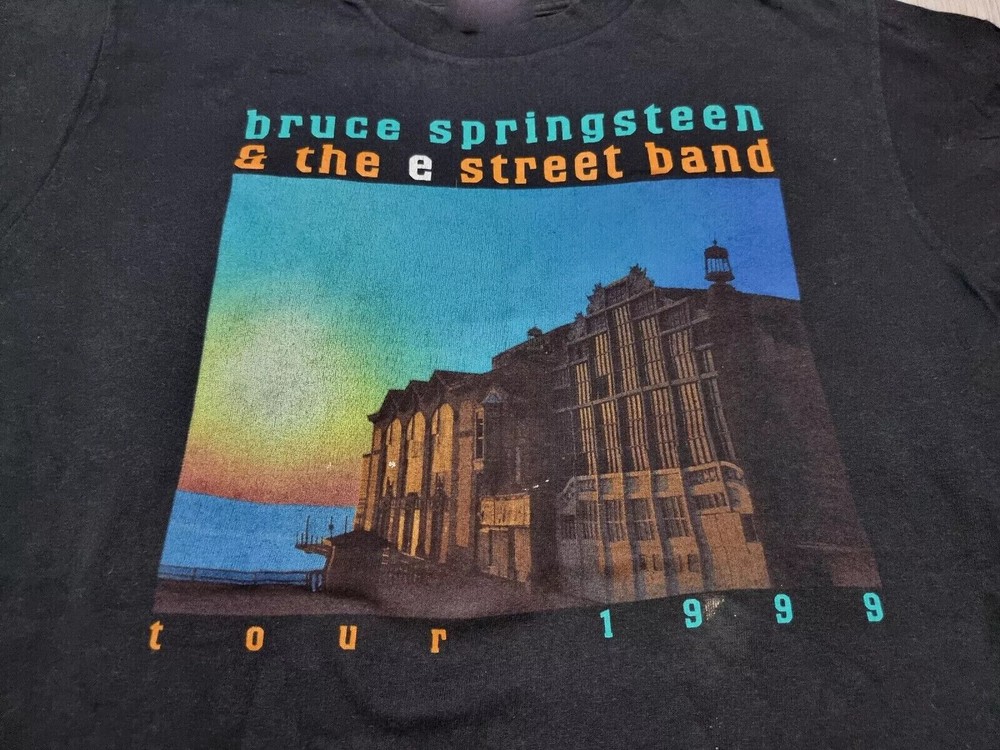 bruce springsteen
& the e street band
tour 1999